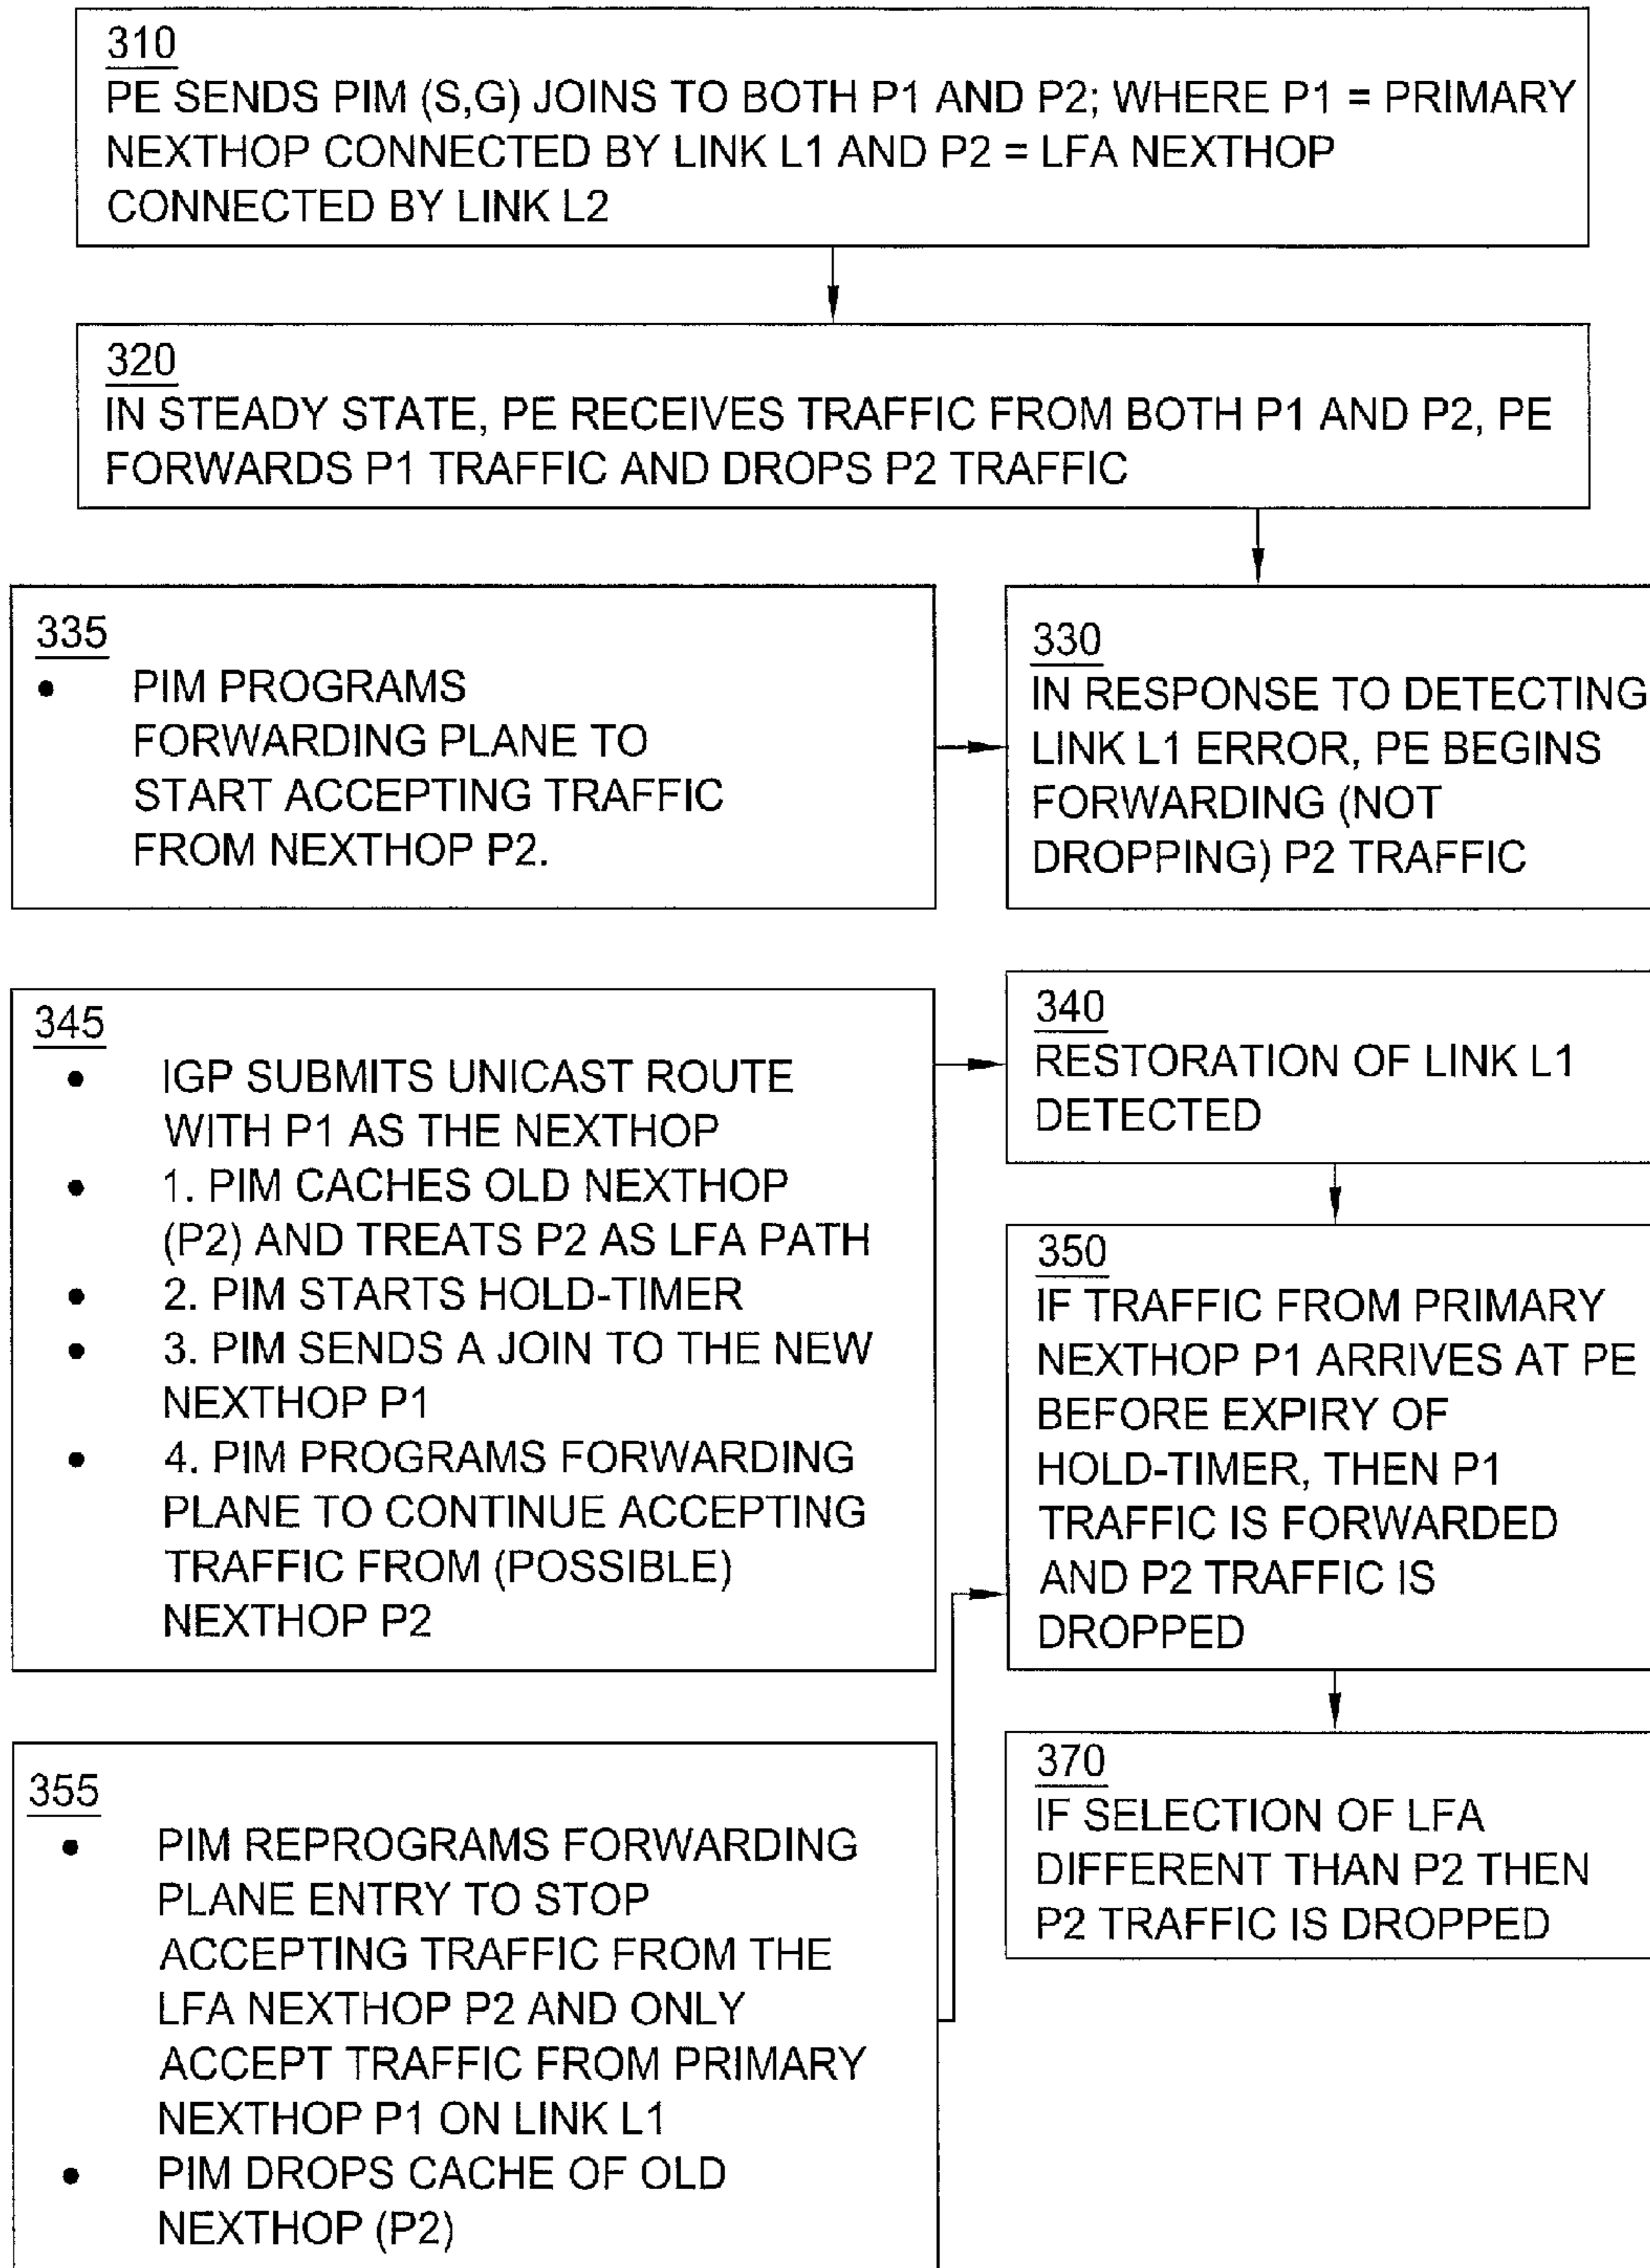 310
PE SENDS PIM (S,G) JOINS TO BOTH P1 AND P2; WHERE P1 = PRIMARY
NEXTHOP CONNECTED BY LINK L1 AND P2 = LFA NEXTHOP
CONNECTED BY LINK L2
320
IN STEADY STATE, PE RECEIVES TRAFFIC FROM BOTH P1 AND P2, PE
FORWARDS P1 TRAFFIC AND DROPS P2 TRAFFIC
335
• PIM PROGRAMS
FORWARDING PLANE TO
START ACCEPTING TRAFFIC
FROM NEXTHOP P2.
330
IN RESPONSE TO DETECTING
LINK L1 ERROR, PE BEGINS
FORWARDING (NOT
DROPPING) P2 TRAFFIC
345
• IGP SUBMITS UNICAST ROUTE
WITH P1 AS THE NEXTHOP
• 1. PIM CACHES OLD NEXTHOP
(P2) AND TREATS P2 AS LFA PATH
• 2. PIM STARTS HOLD-TIMER
• 3. PIM SENDS A JOIN TO THE NEW
NEXTHOP P1
• 4. PIM PROGRAMS FORWARDING
PLANE TO CONTINUE ACCEPTING
TRAFFIC FROM (POSSIBLE)
NEXTHOP P2
340
RESTORATION OF LINK L1
DETECTED
350
IF TRAFFIC FROM PRIMARY
NEXTHOP P1 ARRIVES AT PE
BEFORE EXPIRY OF
HOLD-TIMER, THEN P1
TRAFFIC IS FORWARDED
AND P2 TRAFFIC IS
DROPPED
355
• PIM REPROGRAMS FORWARDING
PLANE ENTRY TO STOP
ACCEPTING TRAFFIC FROM THE
LFA NEXTHOP P2 AND ONLY
ACCEPT TRAFFIC FROM PRIMARY
NEXTHOP P1 ON LINK L1
• PIM DROPS CACHE OF OLD
NEXTHOP (P2)
370
IF SELECTION OF LFA
DIFFERENT THAN P2 THEN
P2 TRAFFIC IS DROPPED